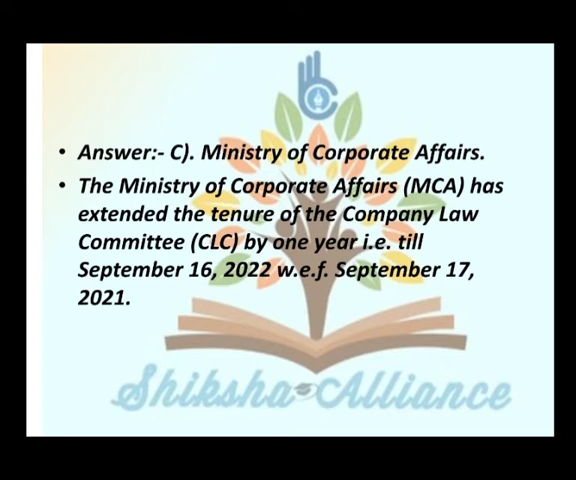 • Answer:- C). Ministry of Corporate Affairs.
• The Ministry of Corporate Affairs (MCA) has
extended the tenure of the Company Law
Committee (CLC) by one year i.e. till
September 16, 2022 w.e.f. September 17,
2021.
Shiksha Alliance